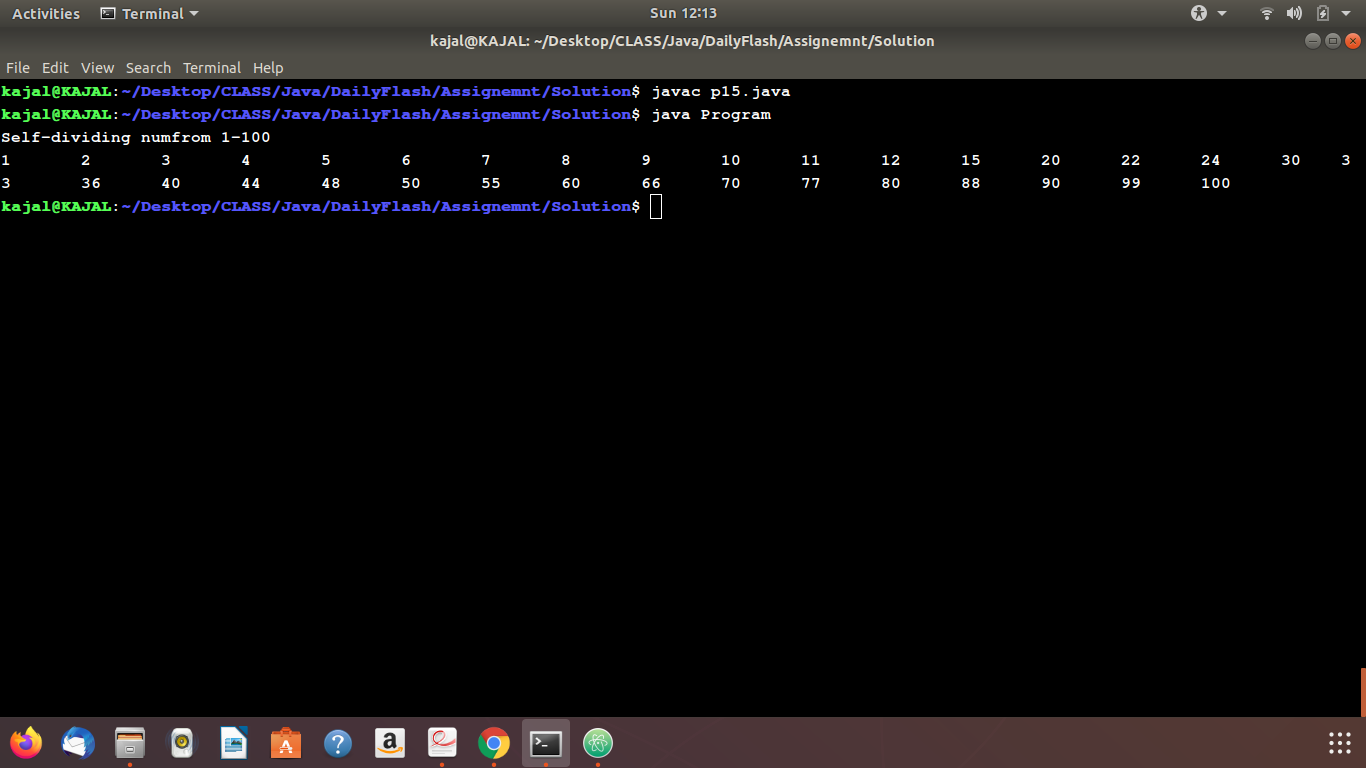 Activities Terminal Sun 12:13
kajal@KAJAL: ~/Desktop/CLASS/Java/DailyFlash/Assignemnt/Solution
File Edit View Search Terminal Help
kajal@KAJAL:~/Desktop/CLASS/Java/DailyFlash/Assignemnt/Solution$ javac p15.java
kajal@KAJAL:~/Desktop/CLASS/Java/DailyFlash/Assignemnt/Solution$ java Program
Self-dividing numfrom 1-100
1 2 3 4 5 6 7 8 9 10 11 12 15 20 22 24 30 3
3 36 40 44 48 50 55 60 66 70 77 80 88 90 99 100
kajal@KAJAL:~/Desktop/CLASS/Java/DailyFlash/Assignemnt/Solution$